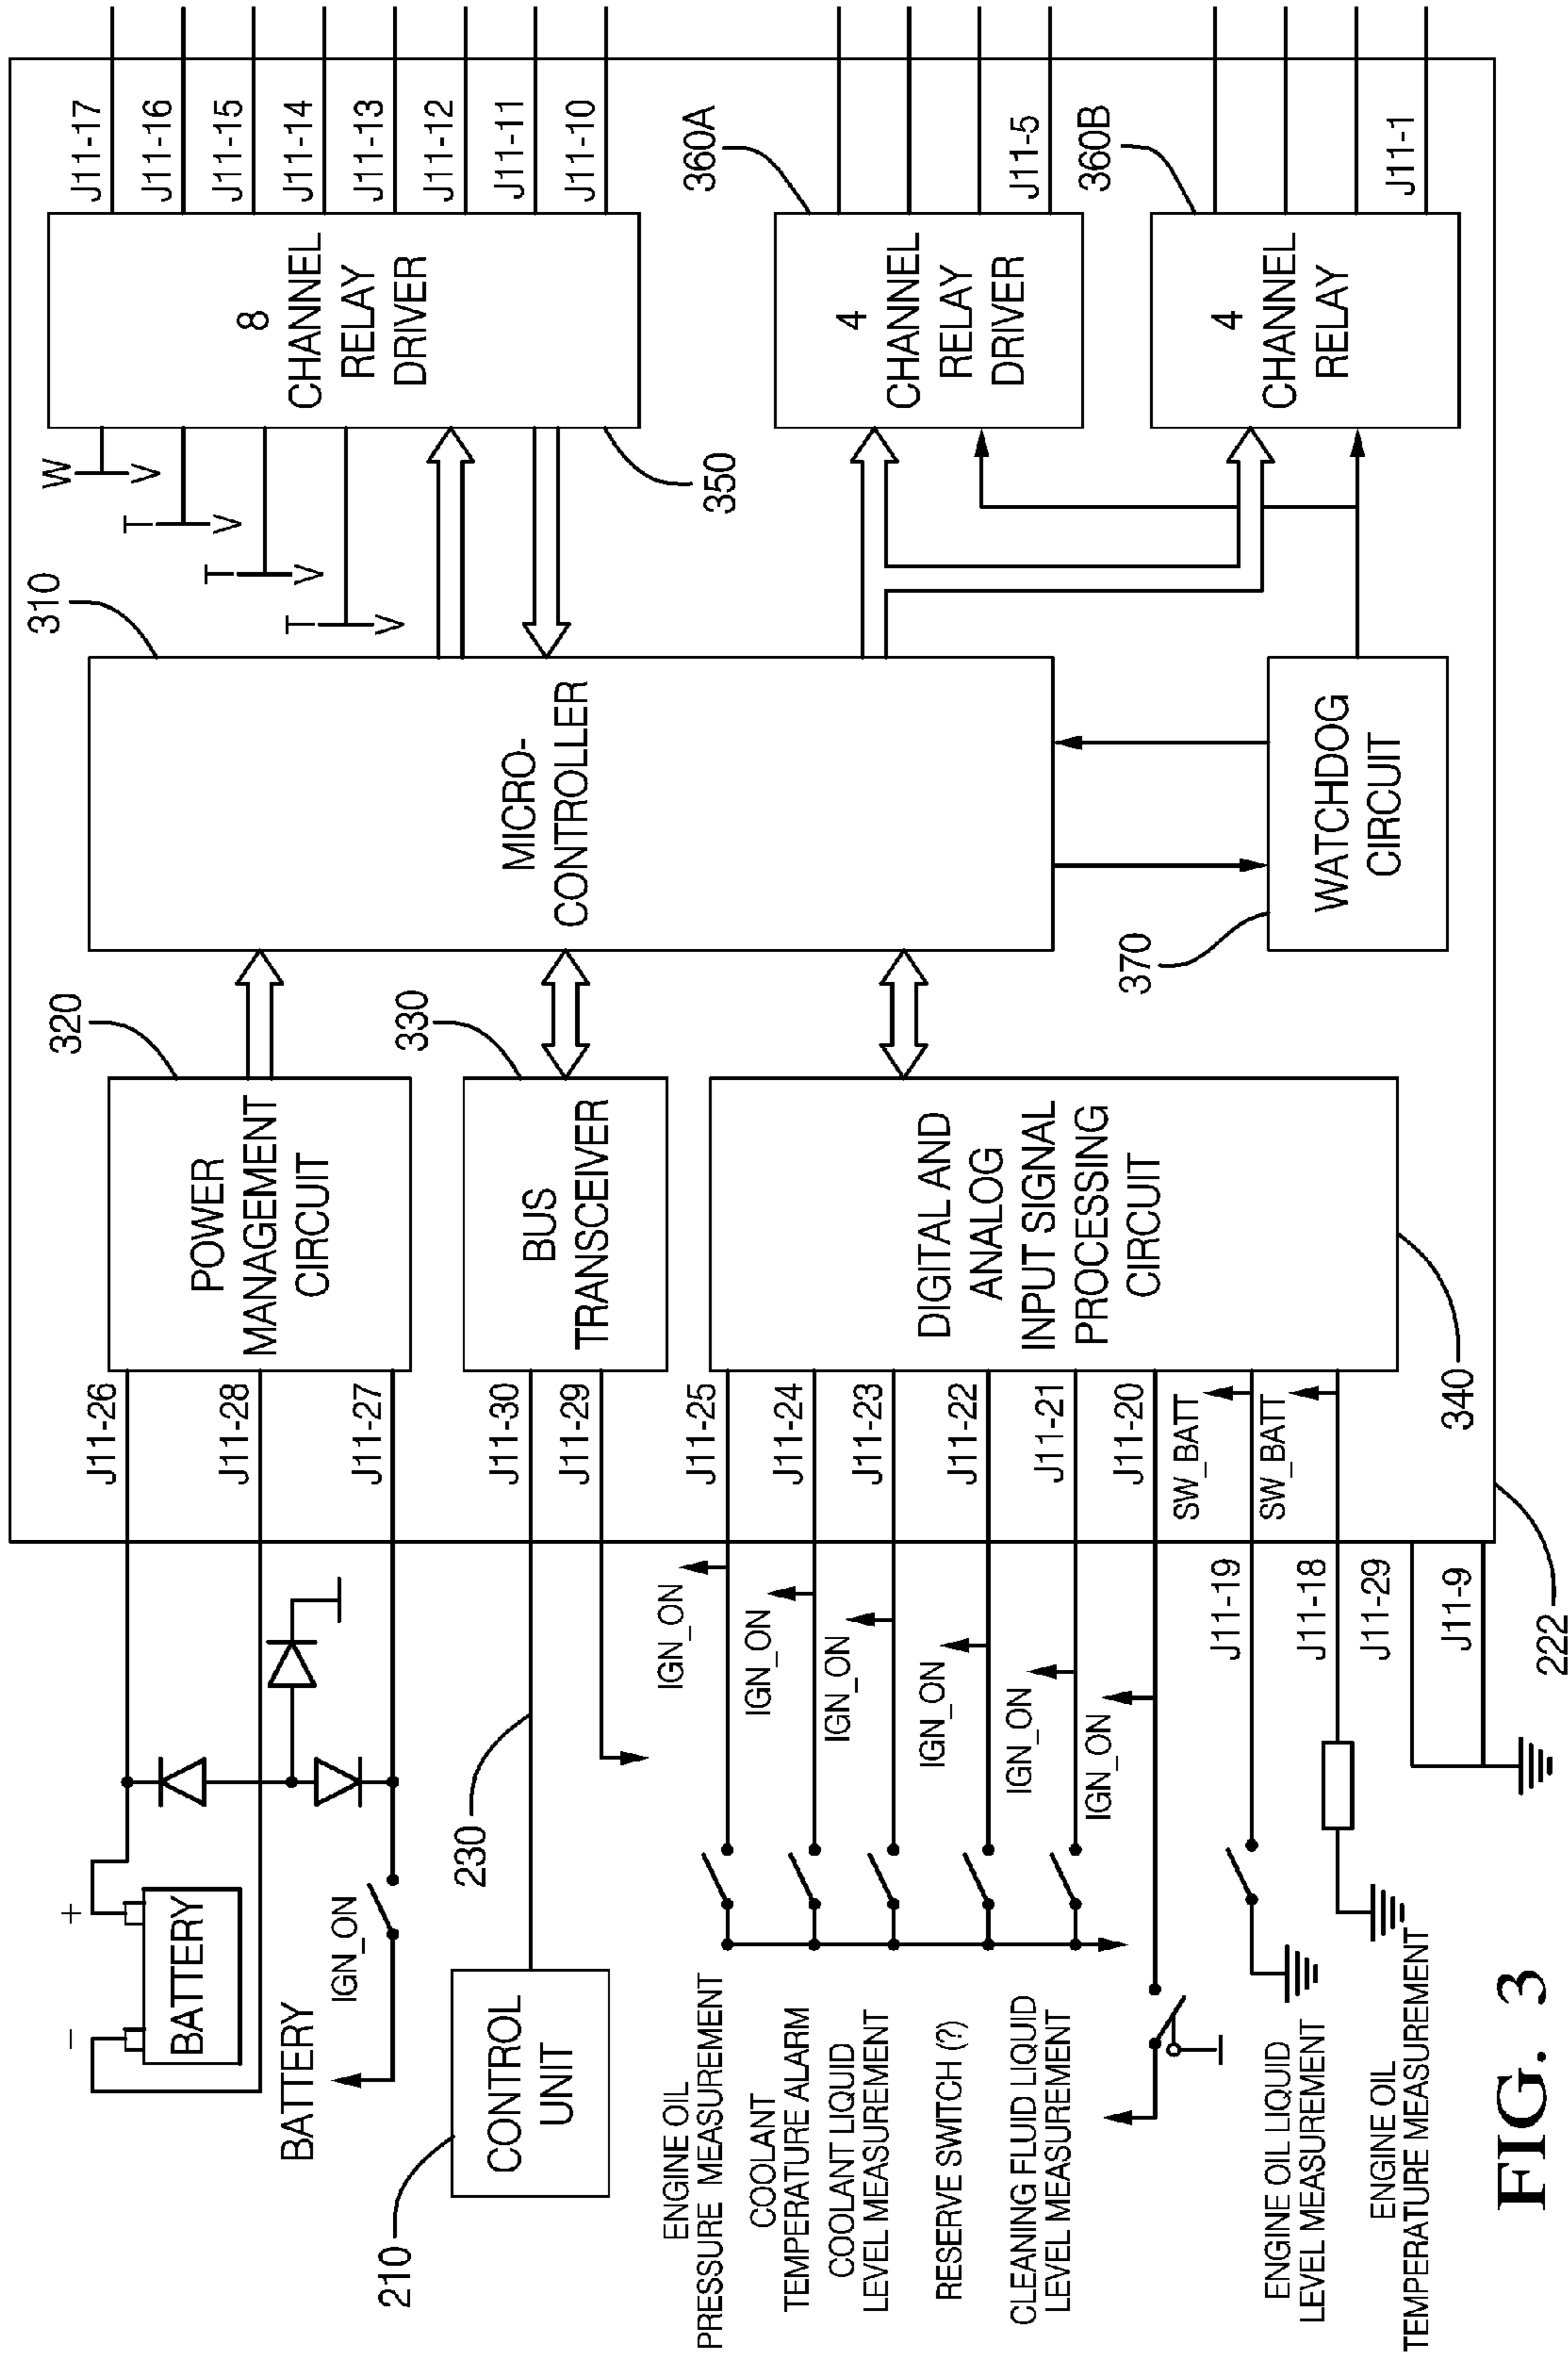 J11-17
J11-16
J11-15
J11-14
J11-13
J11-12
J11-11
J11-10
360A
J11-5
360B
J11-1
8
CHANNEL
RELAY
DRIVER
4
CHANNEL
RELAY
DRIVER
4
CHANNEL
RELAY
W
V
T
V
T
V
T
V
350
310
MICRO-
CONTROLLER
WATCHDOG
CIRCUIT
370
320
330
POWER
MANAGEMENT
CIRCUIT
BUS
TRANSCEIVER
DIGITAL AND
ANALOG
INPUT SIGNAL
PROCESSING
CIRCUIT
340
J11-26
J11-28
J11-27
J11-30
J11-29
J11-25
J11-24
J11-23
J11-22
J11-21
J11-20
SW_BATT
SW_BATT
J11-19
J11-18
J11-29
J11-9
222
IGN_ON
IGN_ON
IGN_ON
IGN_ON
IGN_ON
IGN_ON
230
+
-
BATTERY
IGN_ON
BATTERY
CONTROL
UNIT
210
ENGINE OIL
PRESSURE MEASUREMENT
COOLANT
TEMPERATURE ALARM
COOLANT LIQUID
LEVEL MEASUREMENT
RESERVE SWITCH (?)
CLEANING FLUID LIQUID
LEVEL MEASUREMENT
ENGINE OIL LIQUID
LEVEL MEASUREMENT
ENGINE OIL
TEMPERATURE MEASUREMENT
FIG. 3